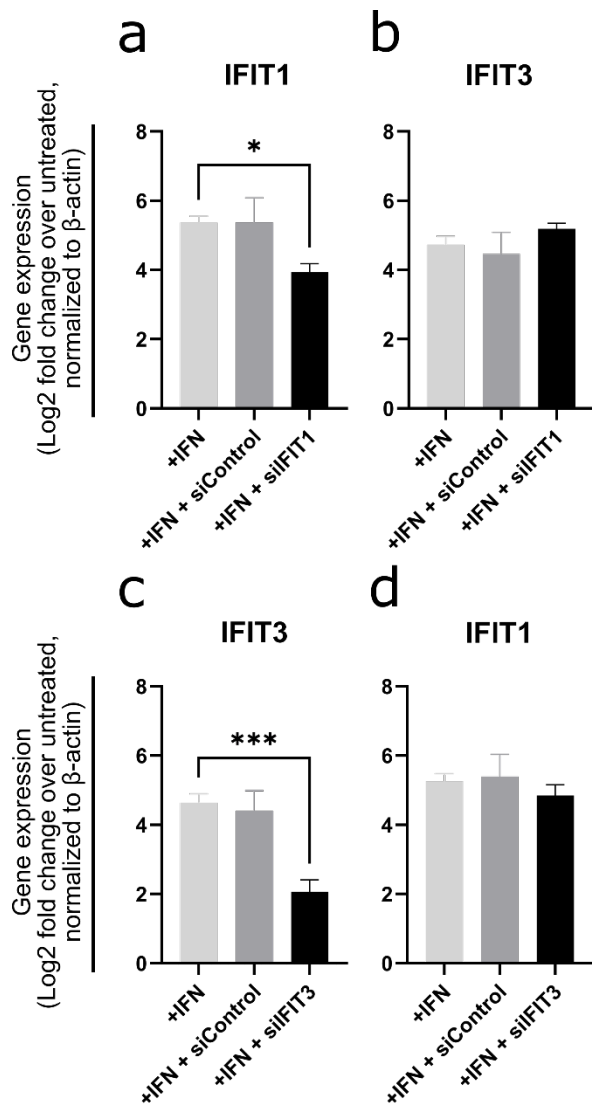 a
IFIT1
b
IFIT3
Gene expression
(Log2 fold change over untreated,
normalized to β-actin)
8
6
4
2
0
*
+IFN
+IFN + siControl
+IFN + siIFIT1
8
6
4
2
0
+IFN
+IFN + siControl
+IFN + siIFIT1
c
IFIT3
d
IFIT1
Gene expression
(Log2 fold change over untreated,
normalized to β-actin)
8
6
4
2
0
***
+IFN
+IFN + siControl
+IFN + siIFIT3
8
6
4
2
0
+IFN
+IFN + siControl
+IFN + siIFIT3